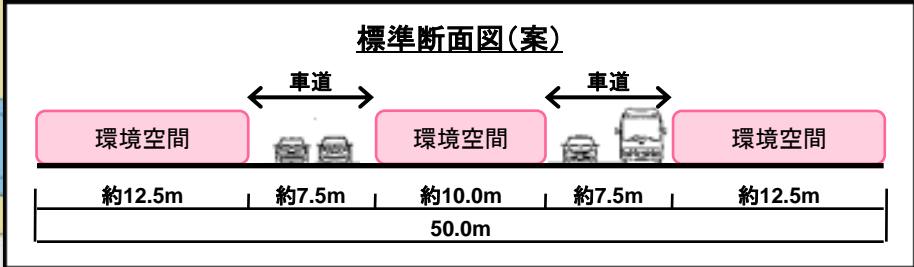 標準断面図(案)
車道 車道
環境空間 環境空間 環境空間
約12.5m 約7.5m 約10.0m 約7.5m 約12.5m
50.0m